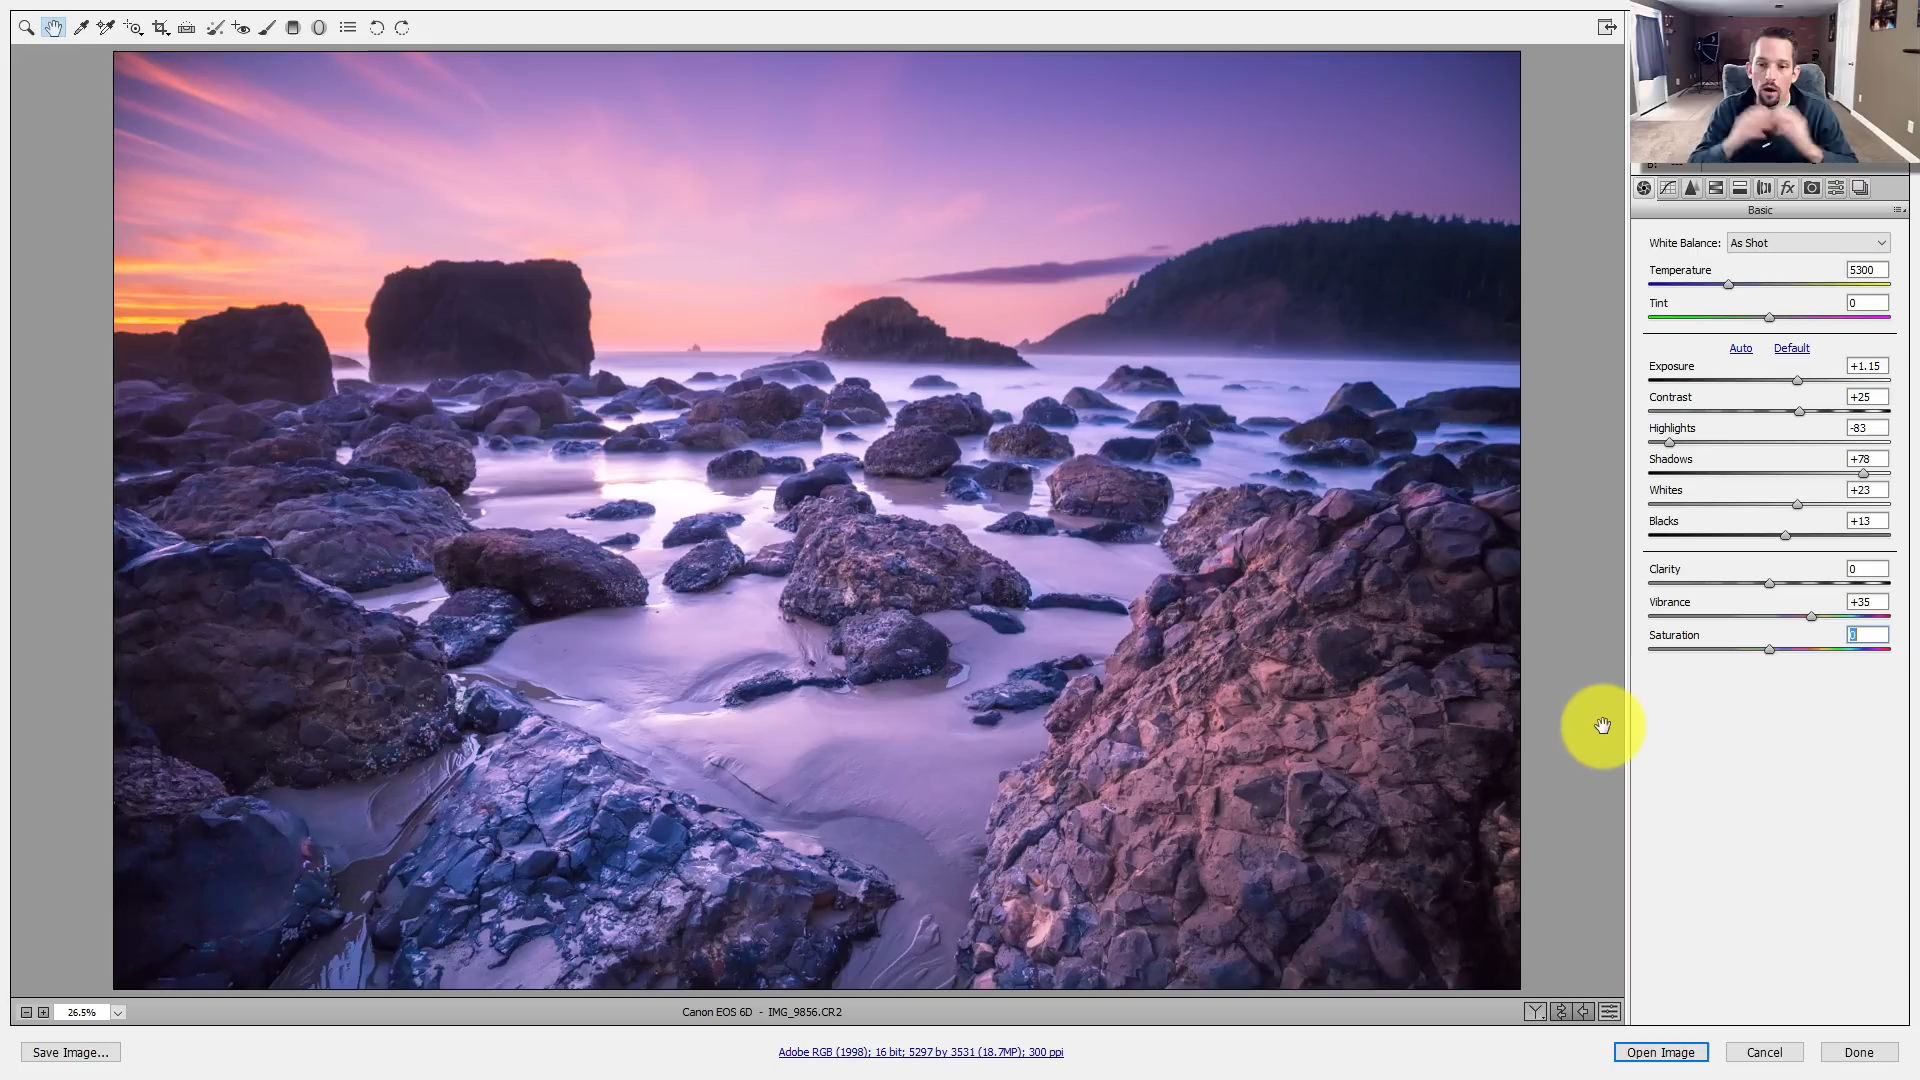 Basic
White Balance: As Shot
Temperature 5300
Tint 0
Auto Default
Exposure +1.15
Contrast +25
Highlights -83
Shadows +78
Whites +23
Blacks +13
Clarity 0
Vibrance +35
Saturation 0
26.5%
Canon EOS 6D - IMG_9856.CR2
Save Image...
Adobe RGB (1998); 16 bit; 5297 by 3531 (18.7MP); 300 ppi
Open Image
Cancel
Done